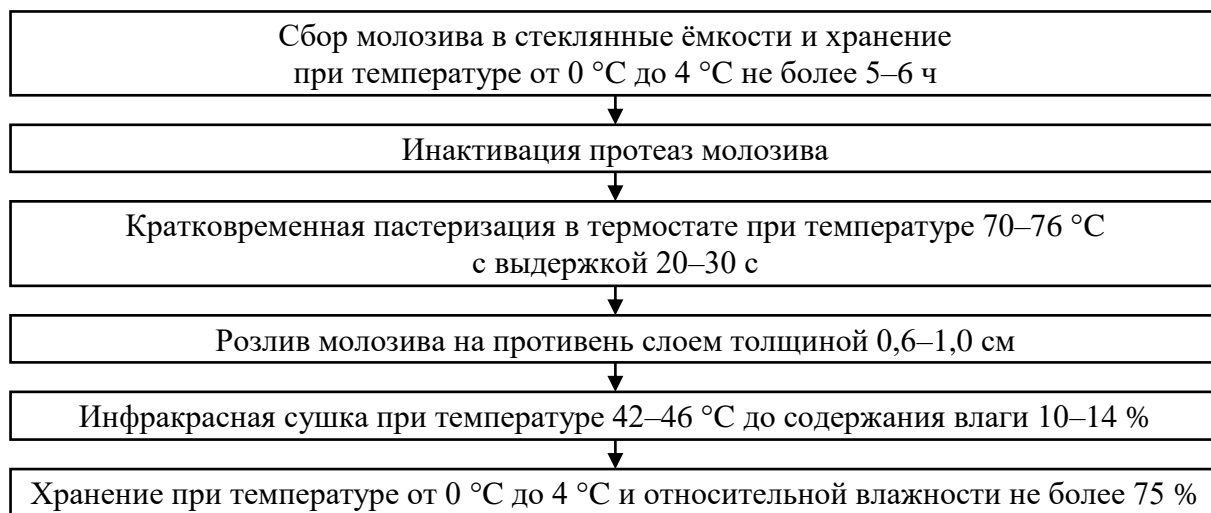 Сбор молозива в стеклянные ёмкости и хранение
при температуре от 0 °C до 4 °C не более 5–6 ч
Инактивация протеаз молозива
Кратковременная пастеризация в термостате при температуре 70–76 °C
с выдержкой 20–30 с
Розлив молозива на противень слоем толщиной 0,6–1,0 см
Инфракрасная сушка при температуре 42–46 °C до содержания влаги 10–14 %
Хранение при температуре от 0 °C до 4 °C и относительной влажности не более 75 %